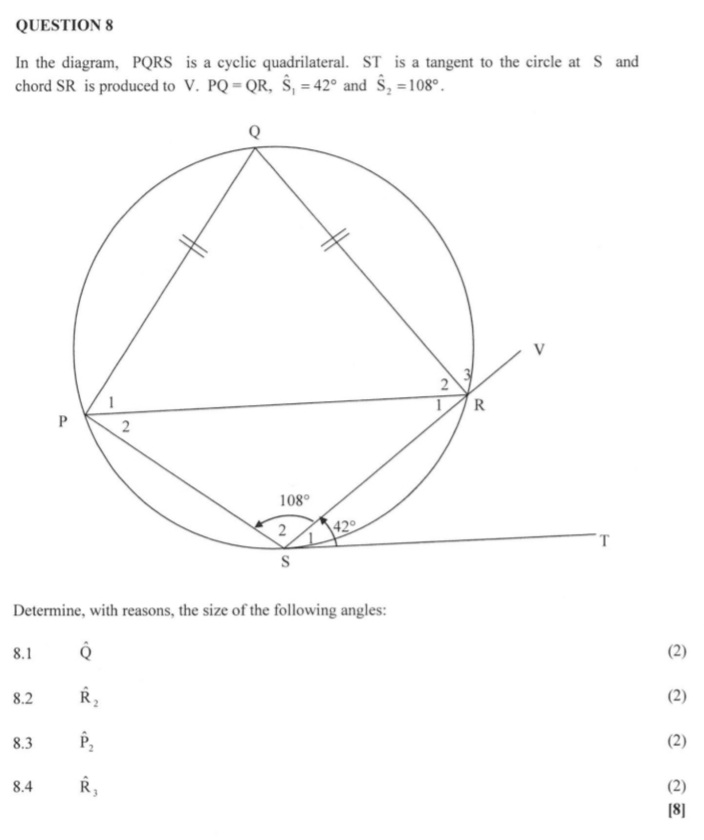 QUESTION 8
In the diagram, PQRS is a cyclic quadrilateral. ST is a tangent to the circle at S and
chord SR is produced to V. PQ = QR, Ŝ₁ = 42° and Ŝ₂ = 108°.
Q
V
3
2
1
1
R
P
2
108°
2
42°
1
T
S
Determine, with reasons, the size of the following angles:
8.1 Q̂ (2)
8.2 R̂₂ (2)
8.3 P̂₂ (2)
8.4 R̂₃ (2)
[8]